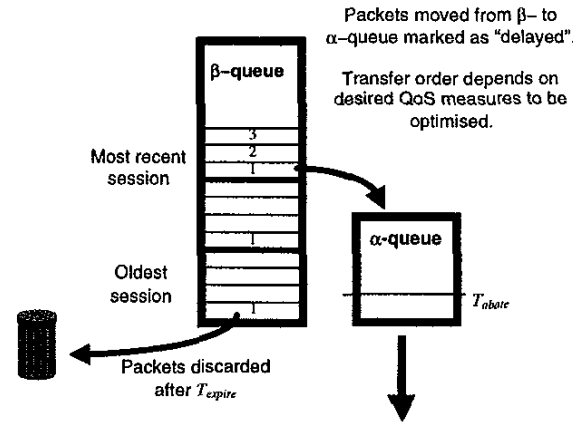 Packets moved from β– to
α–queue marked as “delayed”.
Transfer order depends on
desired QoS measures to be
optimised.
β–queue
3
2
Most recent
session
1
α-queue
1
Oldest
session
T_abate
1
Packets discarded
after T_expire